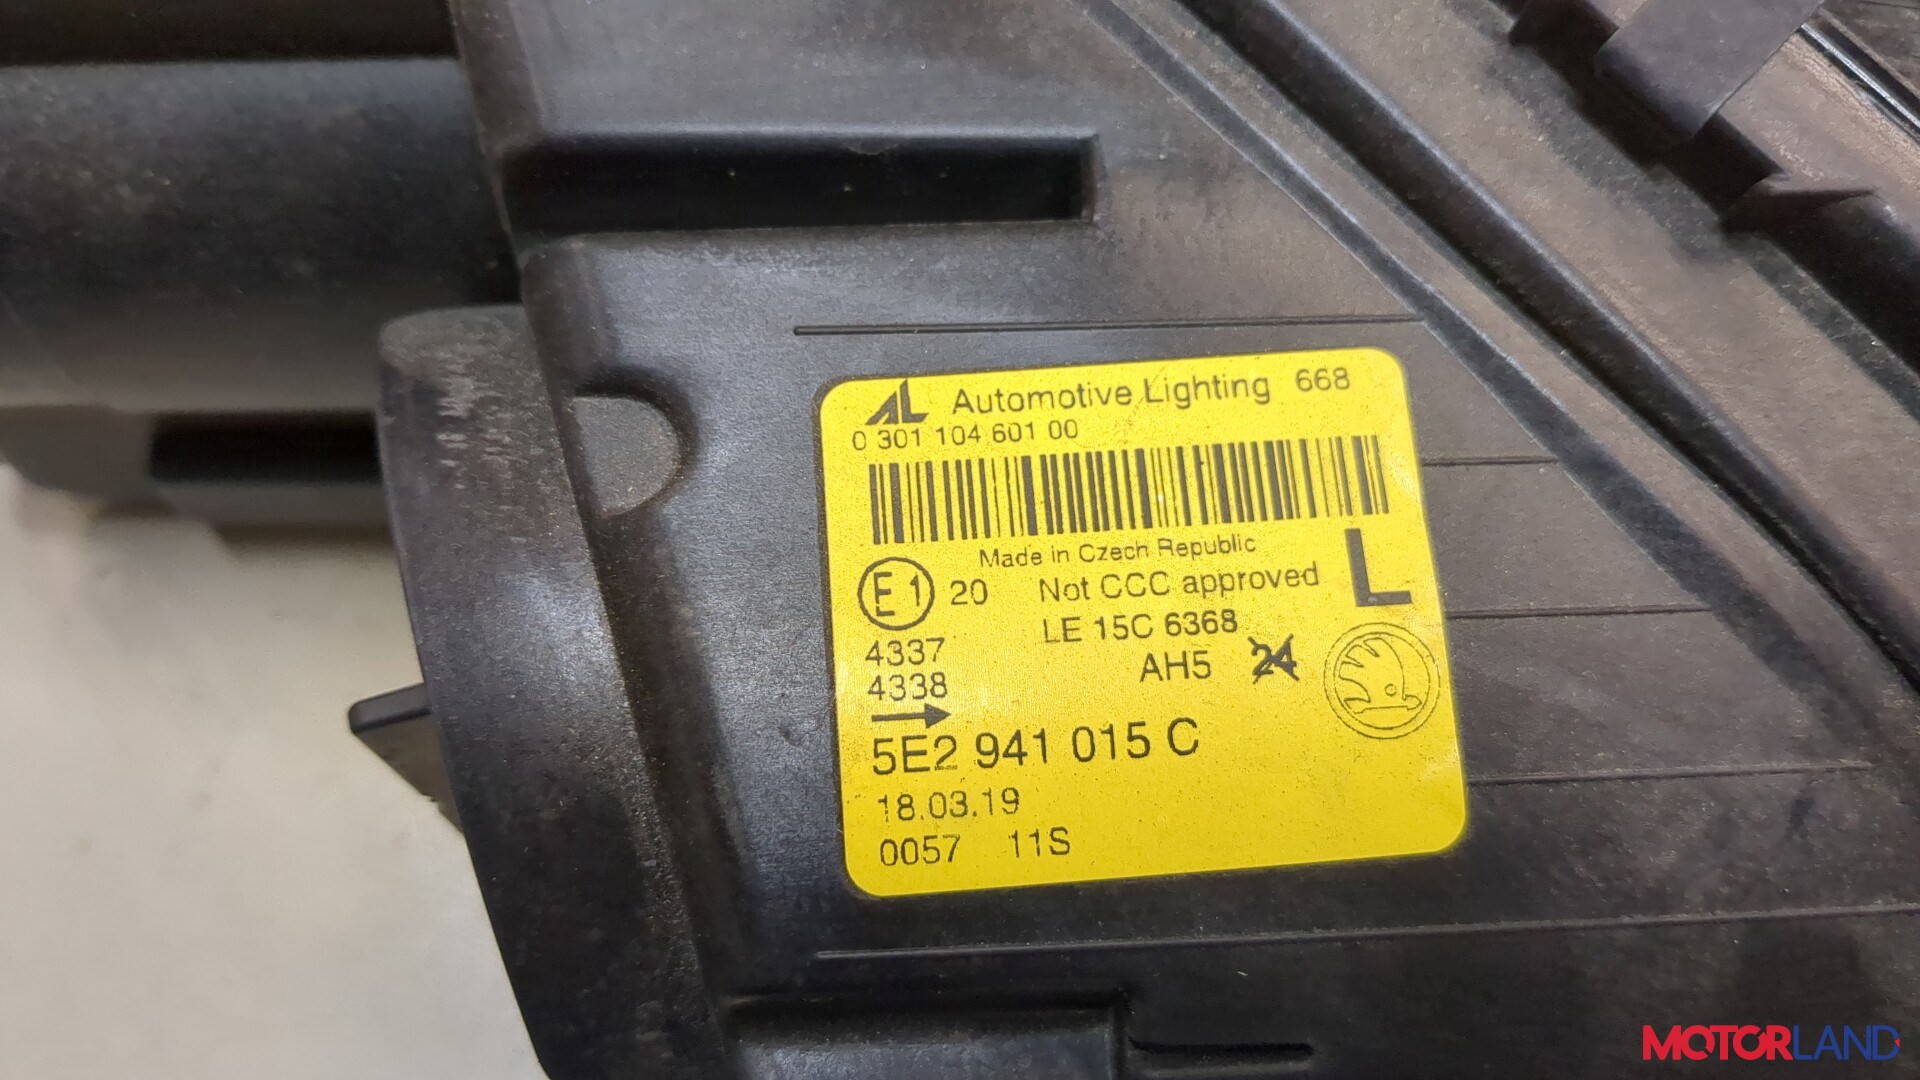 AL Automotive Lighting 668
0 301 104 601 00
Made in Czech Republic
E1 20 Not CCC approved L
LE 15C 6368
4337
AH5 24
4338
5E2 941 015 C
18.03.19
0057 11S
MOTORLAND